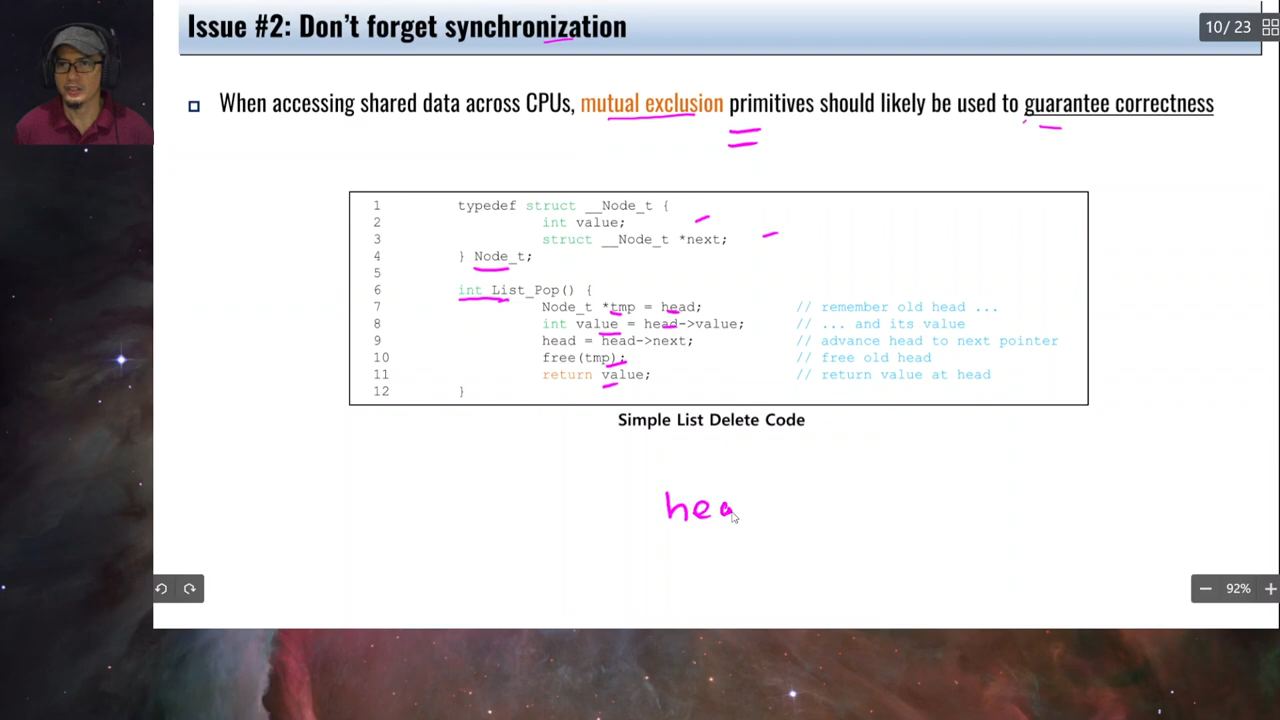 Issue #2: Don't forget synchronization
10 / 23
When accessing shared data across CPUs, mutual exclusion primitives should likely be used to guarantee correctness
1 typedef struct __Node_t {
2 int value;
3 struct __Node_t *next;
4 } Node_t;
5
6 int List_Pop() {
7 Node_t *tmp = head; // remember old head ...
8 int value = head->value; // ... and its value
9 head = head->next; // advance head to next pointer
10 free(tmp); // free old head
11 return value; // return value at head
12 }
Simple List Delete Code
hea
92%